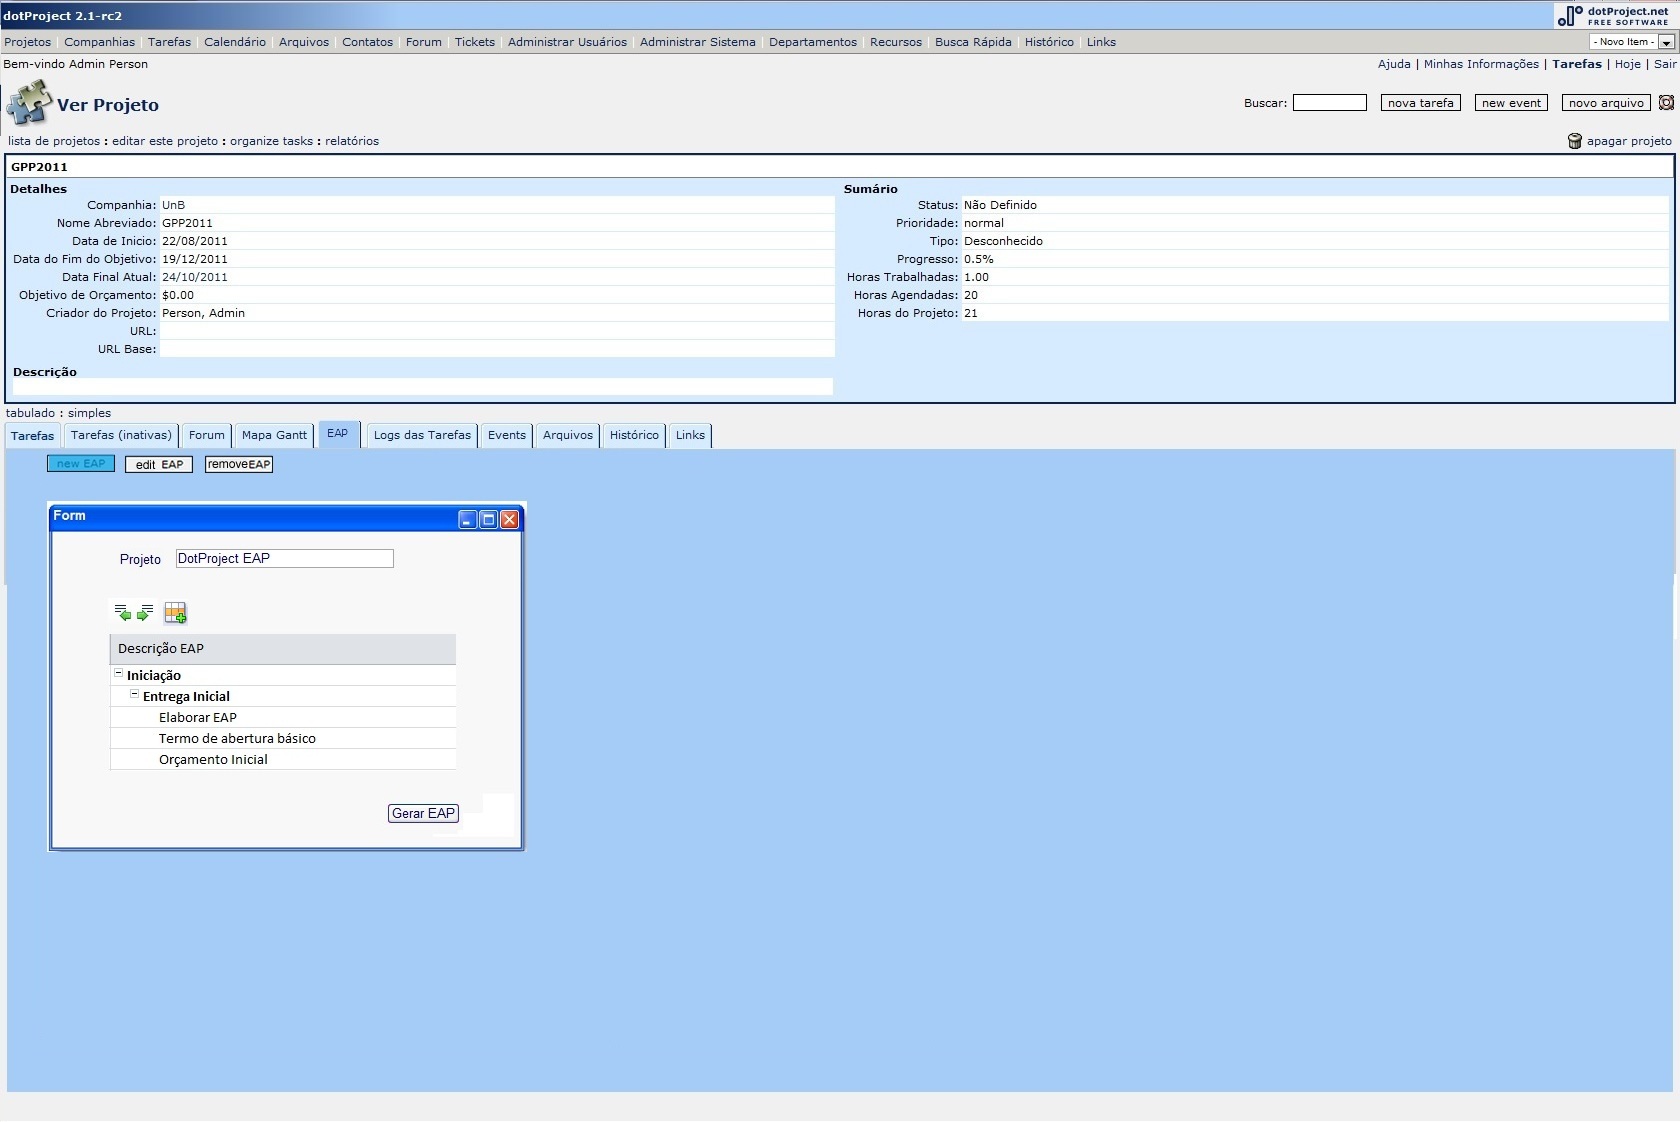 dotProject 2.1-rc2
dotProject.net
FREE SOFTWARE
Projetos | Companhias | Tarefas | Calendário | Arquivos | Contatos | Forum | Tickets | Administrar Usuários | Administrar Sistema | Departamentos | Recursos | Busca Rápida | Histórico | Links
- Novo Item -
Bem-vindo Admin Person
Ajuda | Minhas Informações | Tarefas | Hoje | Sair
Ver Projeto
Buscar:
nova tarefa
new event
novo arquivo
lista de projetos : editar este projeto : organize tasks : relatórios
apagar projeto
GPP2011
Detalhes
Companhia: UnB
Nome Abreviado: GPP2011
Data de Inicio: 22/08/2011
Data do Fim do Objetivo: 19/12/2011
Data Final Atual: 24/10/2011
Objetivo de Orçamento: $0.00
Criador do Projeto: Person, Admin
URL:
URL Base:
Descrição
Sumário
Status: Não Definido
Prioridade: normal
Tipo: Desconhecido
Progresso: 0.5%
Horas Trabalhadas: 1.00
Horas Agendadas: 20
Horas do Projeto: 21
tabulado : simples
Tarefas
Tarefas (inativas)
Forum
Mapa Gantt
EAP
Logs das Tarefas
Events
Arquivos
Histórico
Links
new EAP
edit EAP
removeEAP
Form
Projeto DotProject EAP
Descrição EAP
Iniciação
Entrega Inicial
Elaborar EAP
Termo de abertura básico
Orçamento Inicial
Gerar EAP